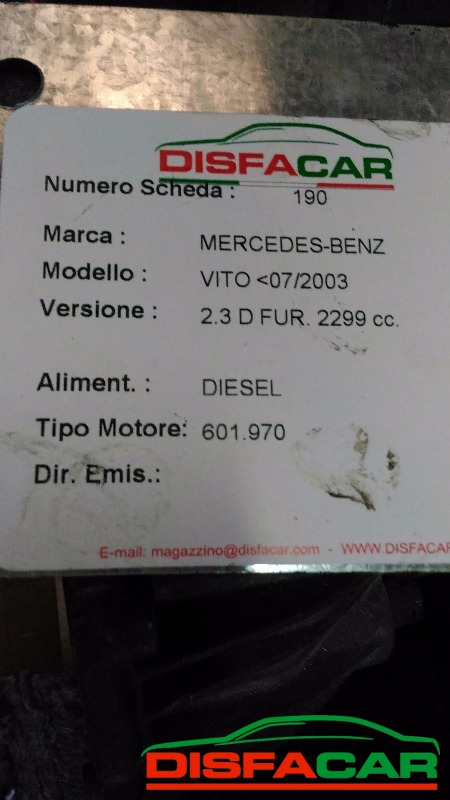 DISFACAR
Numero Scheda : 190
Marca : MERCEDES-BENZ
Modello : VITO <07/2003
Versione : 2.3 D FUR. 2299 cc.
Aliment. : DIESEL
Tipo Motore: 601.970
Dir. Emis.:
E-mail: magazzino@disfacar.com - WWW.DISFACAR
DISFACAR